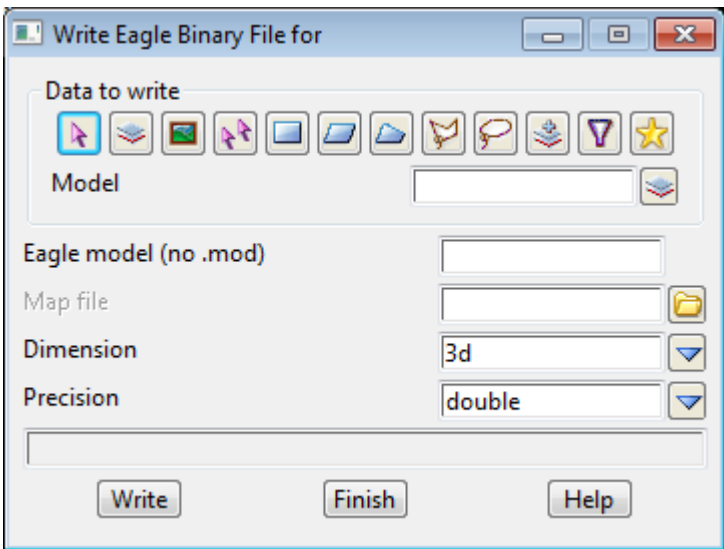 Write Eagle Binary File for
Data to write
Model
Eagle model (no .mod)
Map file
Dimension 3d
Precision double
Write Finish Help